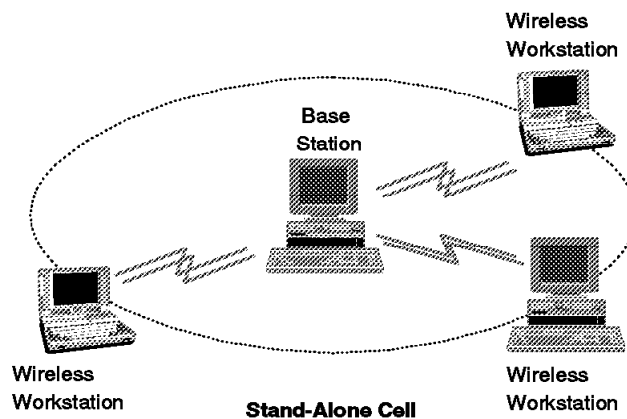 Wireless
Workstation
Base
Station
Wireless
Workstation
Wireless
Workstation
Stand-Alone Cell